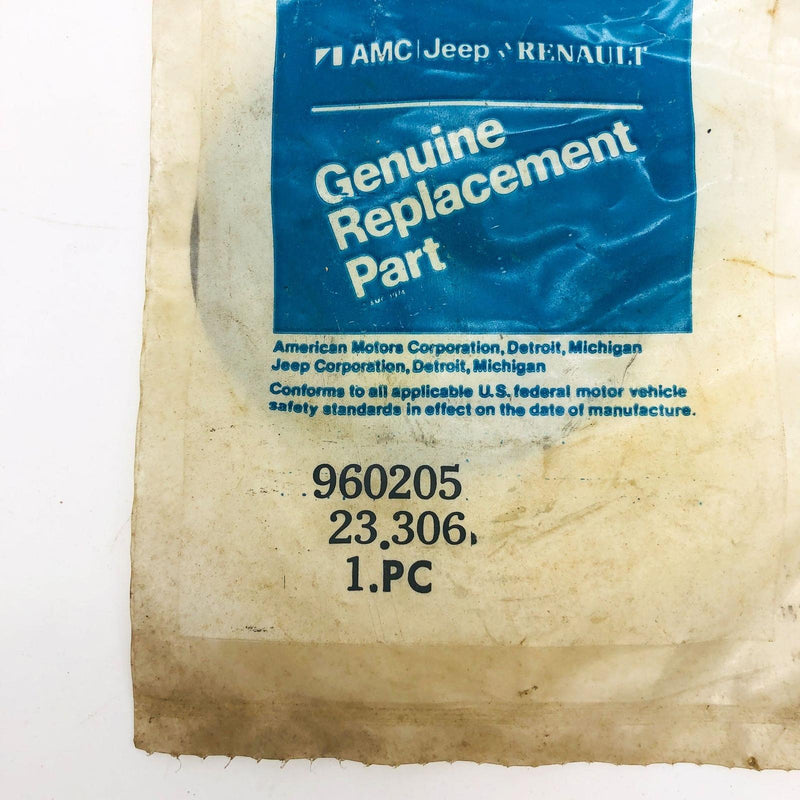 AMC | Jeep RENAULT
Genuine
Replacement
Part
American Motors Corporation, Detroit, Michigan
Jeep Corporation, Detroit, Michigan
Conforms to all applicable U.S. federal motor vehicle
safety standards in effect on the date of manufacture.
960205
23.306
1.PC